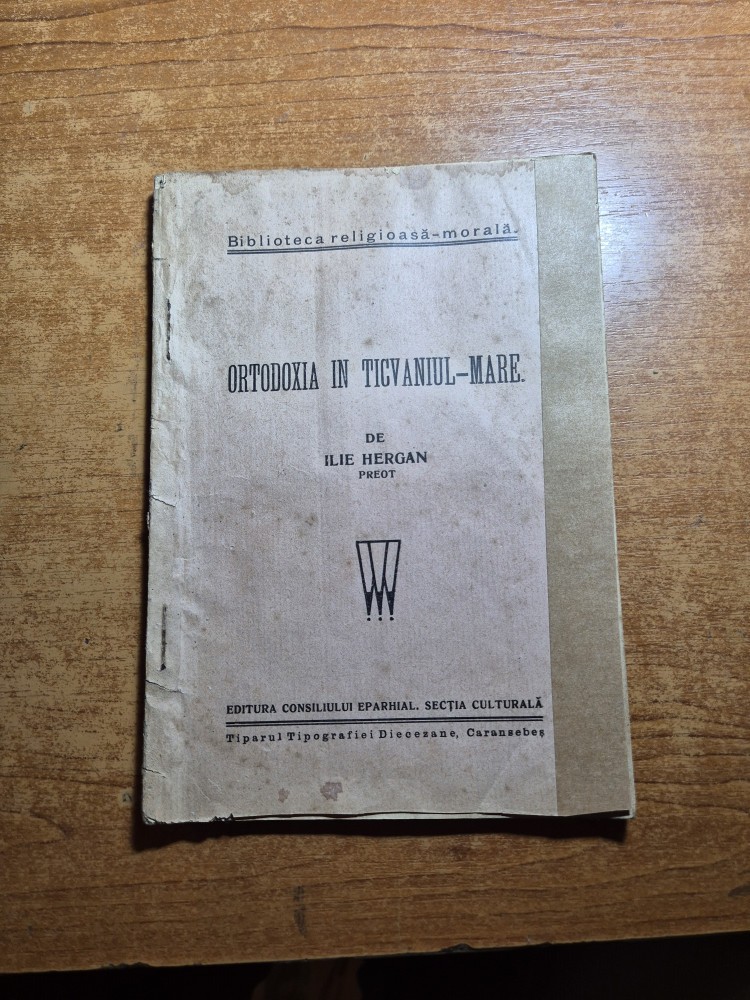 Biblioteca religioasă-morală.
ORTODOXIA IN TICVANIUL-MARE.
DE
ILIE HERGAN
PREOT
EDITURA CONSILIULUI EPARHIAL. SECȚIA CULTURALĂ
Tiparul Tipografiei Diecezane, Caransebeș